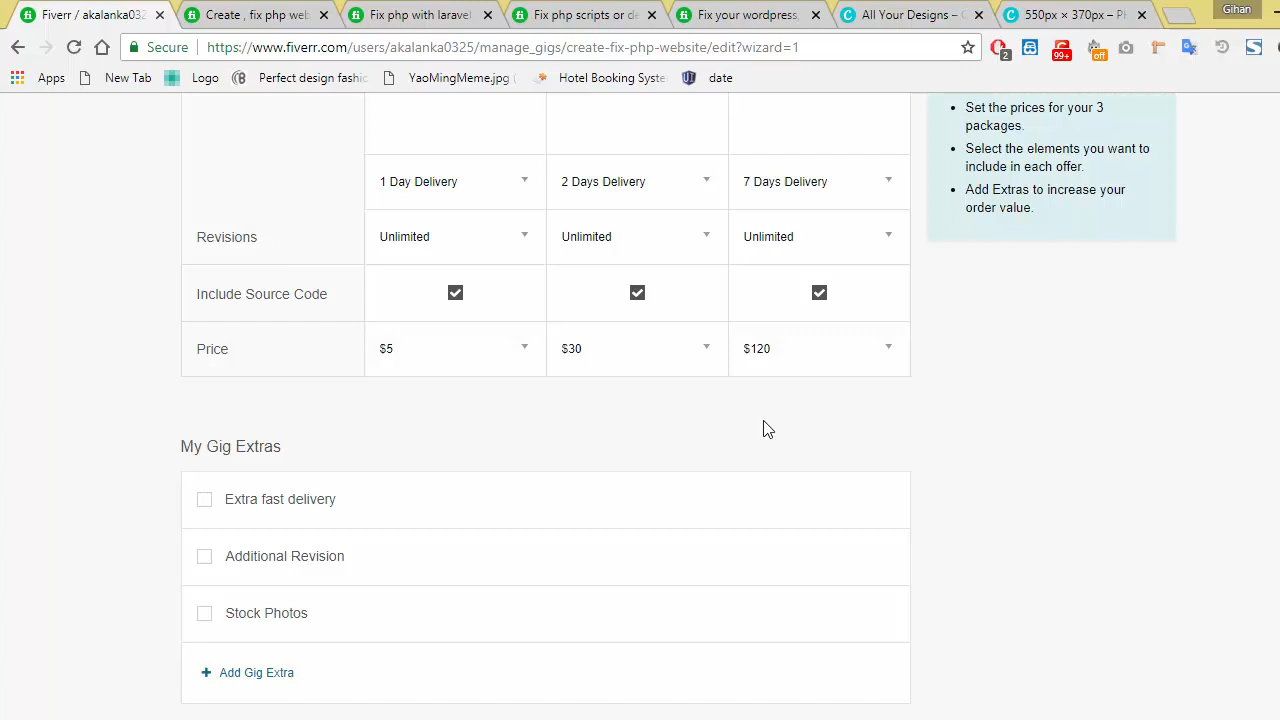 Fiverr / akalanka032
Create , fix php web
Fix php with larave
Fix php scripts or de
Fix your wordpress,
All Your Designs – C
550px × 370px – Ph
Gihan
Secure
https://www.fiverr.com/users/akalanka0325/manage_gigs/create-fix-php-website/edit?wizard=1
2
99+
off
Apps
New Tab
Logo
Perfect design fashio
YaoMingMeme.jpg (
Hotel Booking Syste
date
Set the prices for your 3
packages.
Select the elements you want to
include in each offer.
Add Extras to increase your
order value.
1 Day Delivery
2 Days Delivery
7 Days Delivery
Revisions
Unlimited
Unlimited
Unlimited
Include Source Code
Price
$5
$30
$120
My Gig Extras
Extra fast delivery
Additional Revision
Stock Photos
+ Add Gig Extra